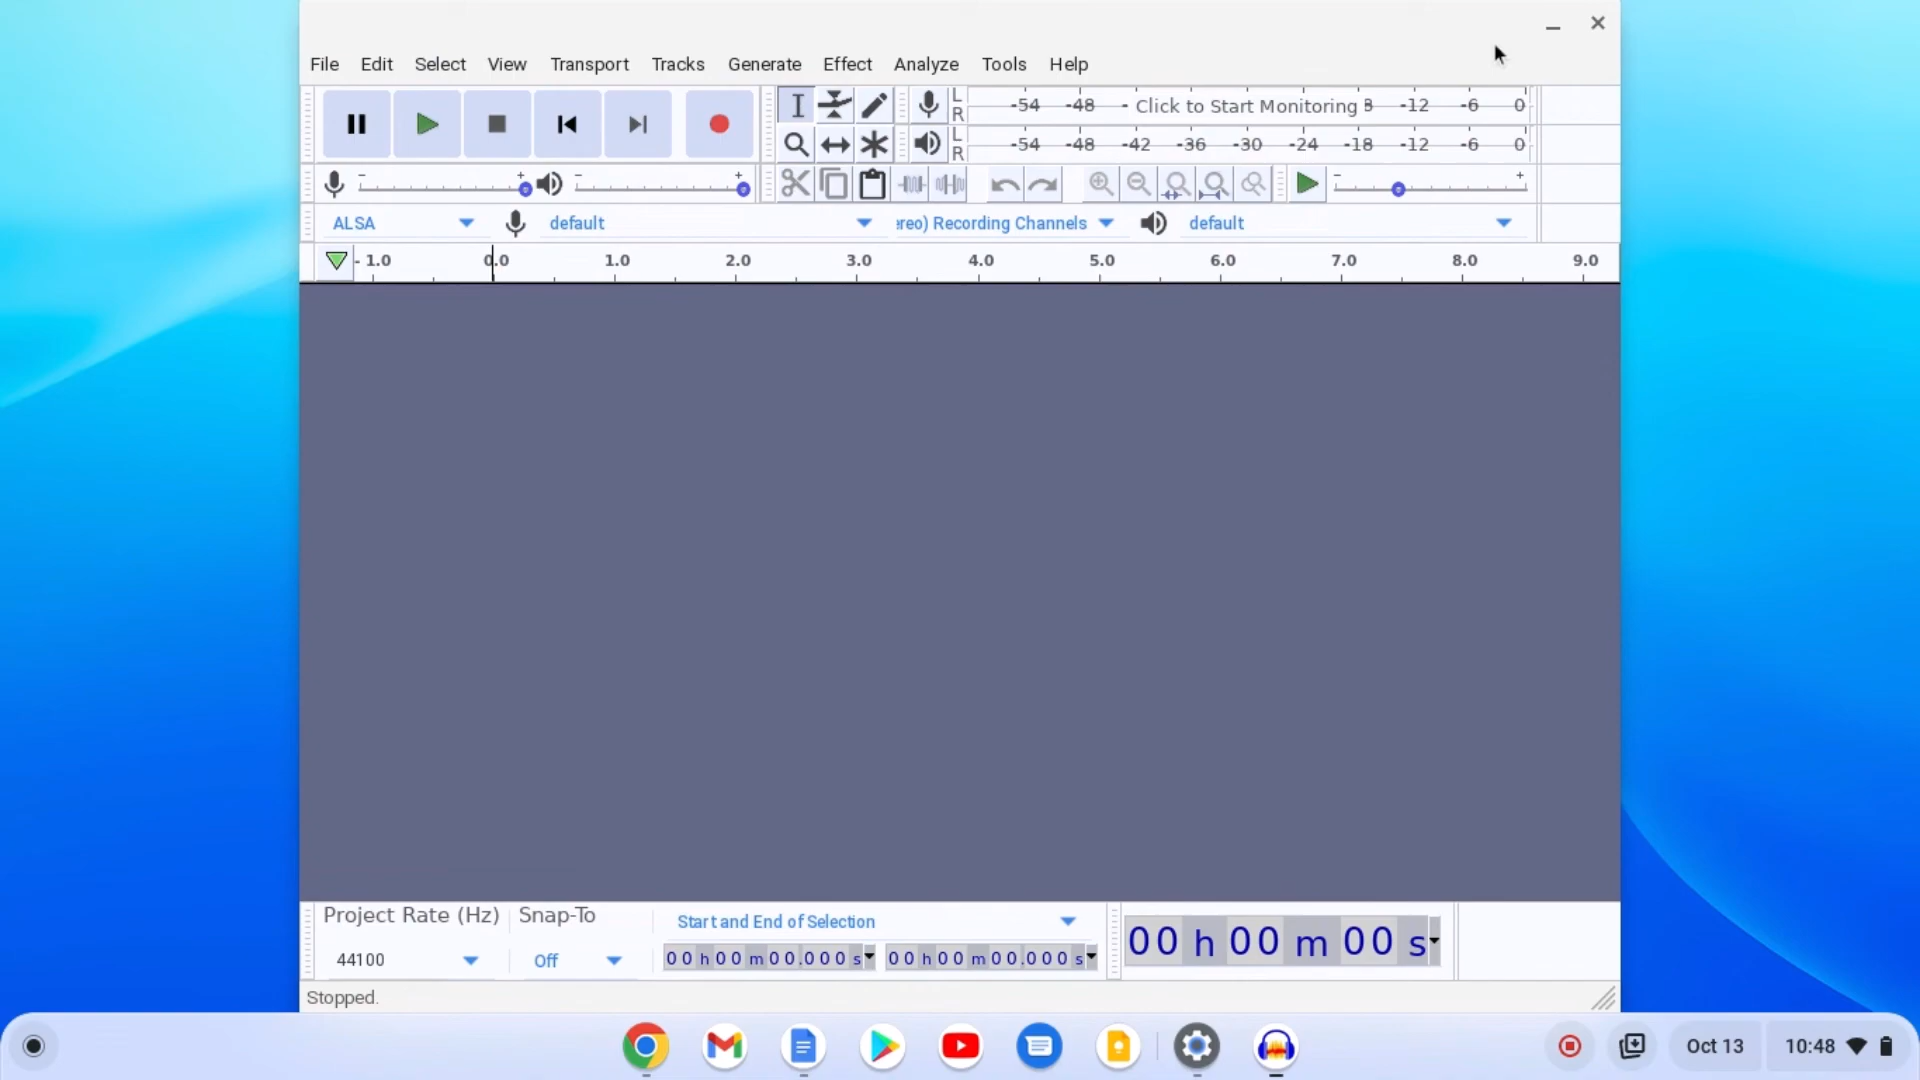 File Edit Select View Transport Tracks Generate Effect Analyze Tools Help
L R -54 -48 - Click to Start Monitoring 8 -12 -6 0
L R -54 -48 -42 -36 -30 -24 -18 -12 -6 0
- + - + - +
ALSA default ereo) Recording Channels default
- 1.0 0.0 1.0 2.0 3.0 4.0 5.0 6.0 7.0 8.0 9.0
Project Rate (Hz) Snap-To Start and End of Selection
44100 Off 00 h 00 m 00.000 s 00 h 00 m 00.000 s 00 h 00 m 00 s
Stopped.
Oct 13 10:48